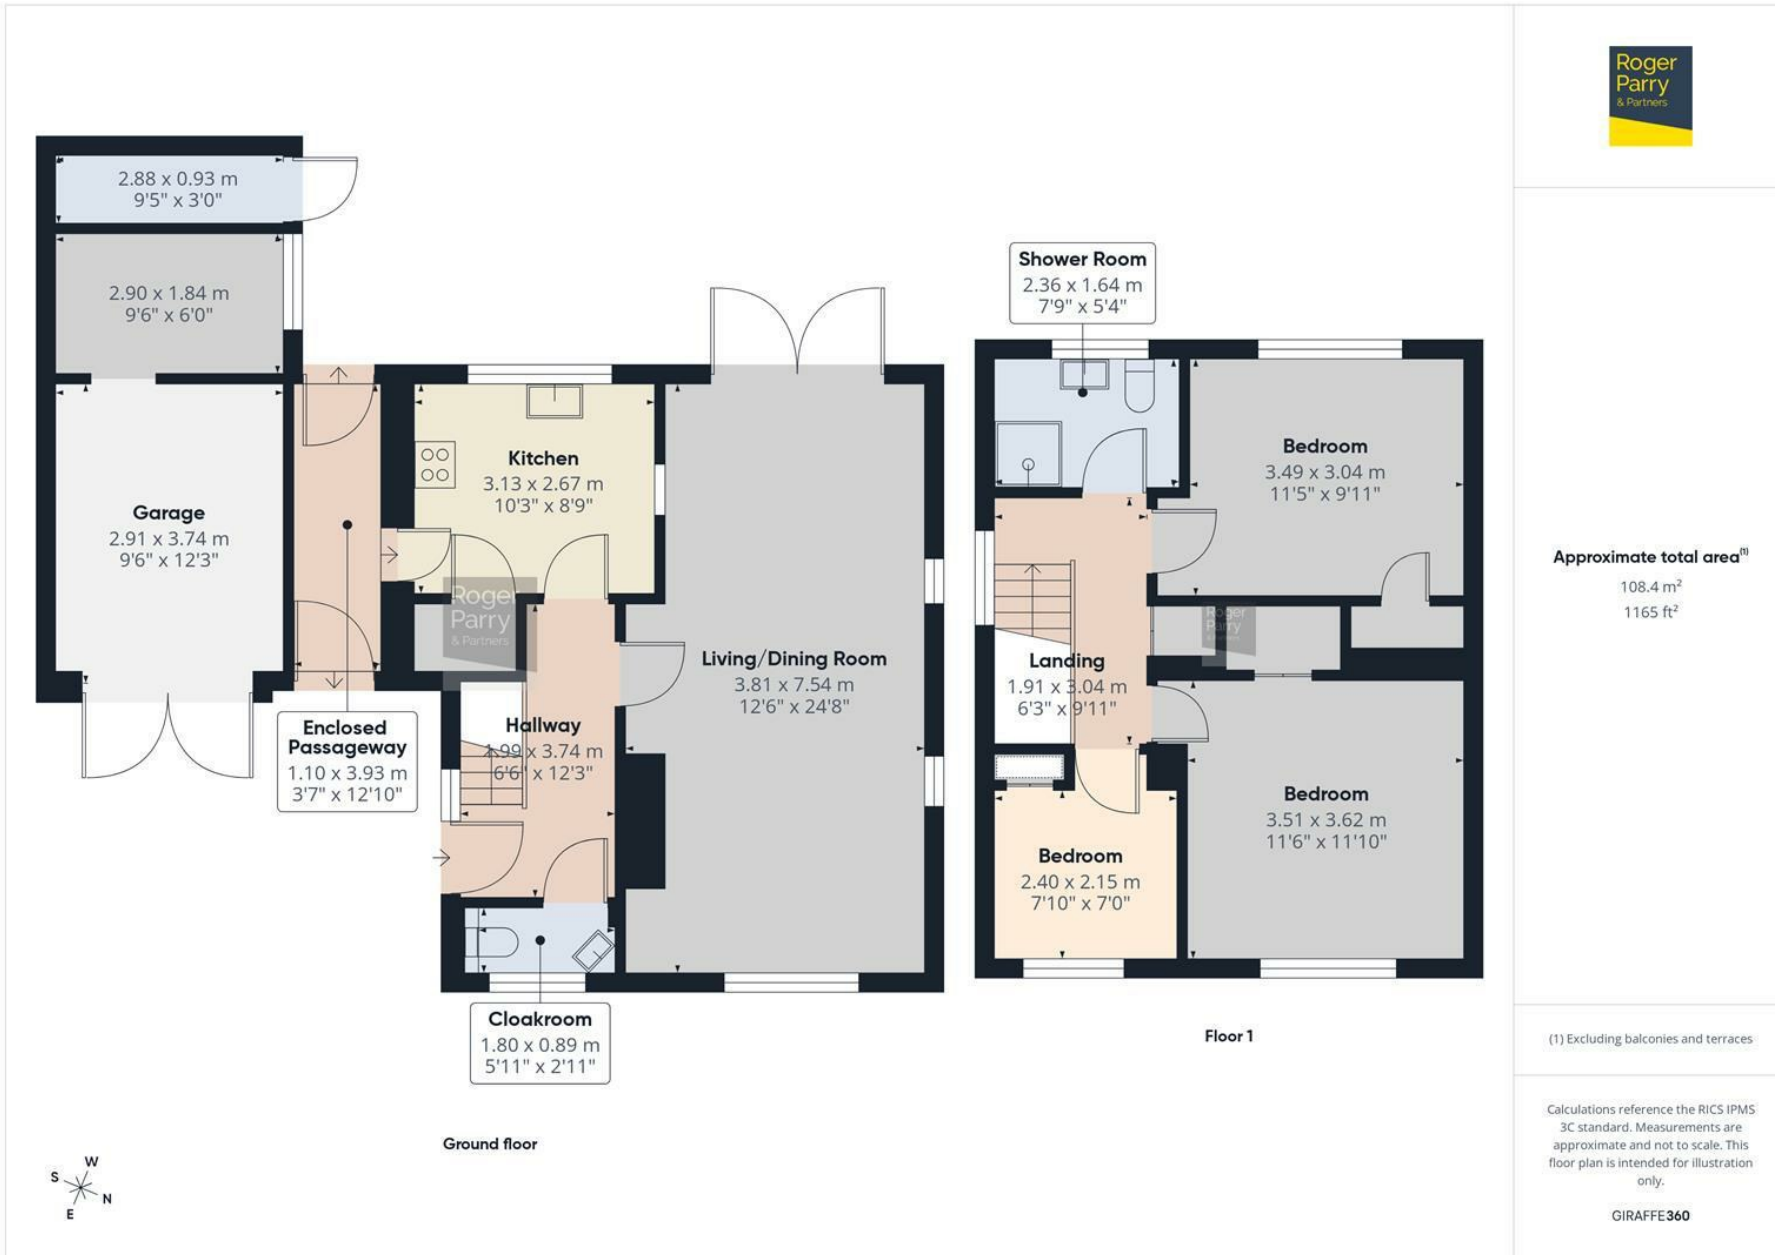 Roger
Parry
& Partners
2.88 x 0.93 m
9'5" x 3'0"
2.90 x 1.84 m
9'6" x 6'0"
Garage
2.91 x 3.74 m
9'6" x 12'3"
Enclosed
Passageway
1.10 x 3.93 m
3'7" x 12'10"
Kitchen
3.13 x 2.67 m
10'3" x 8'9"
Roger
Parry
& Partners
Hallway
1.99 x 3.74 m
6'6" x 12'3"
Living/Dining Room
3.81 x 7.54 m
12'6" x 24'8"
Cloakroom
1.80 x 0.89 m
5'11" x 2'11"
Ground floor
Shower Room
2.36 x 1.64 m
7'9" x 5'4"
Bedroom
3.49 x 3.04 m
11'5" x 9'11"
Roger
Parry
& Partners
Landing
1.91 x 3.04 m
6'3" x 9'11"
Bedroom
2.40 x 2.15 m
7'10" x 7'0"
Bedroom
3.51 x 3.62 m
11'6" x 11'10"
Floor 1
Approximate total area(1)
108.4 m²
1165 ft²
(1) Excluding balconies and terraces
Calculations reference the RICS IPMS
3C standard. Measurements are
approximate and not to scale. This
floor plan is intended for illustration
only.
GIRAFFE360
W
S
N
E